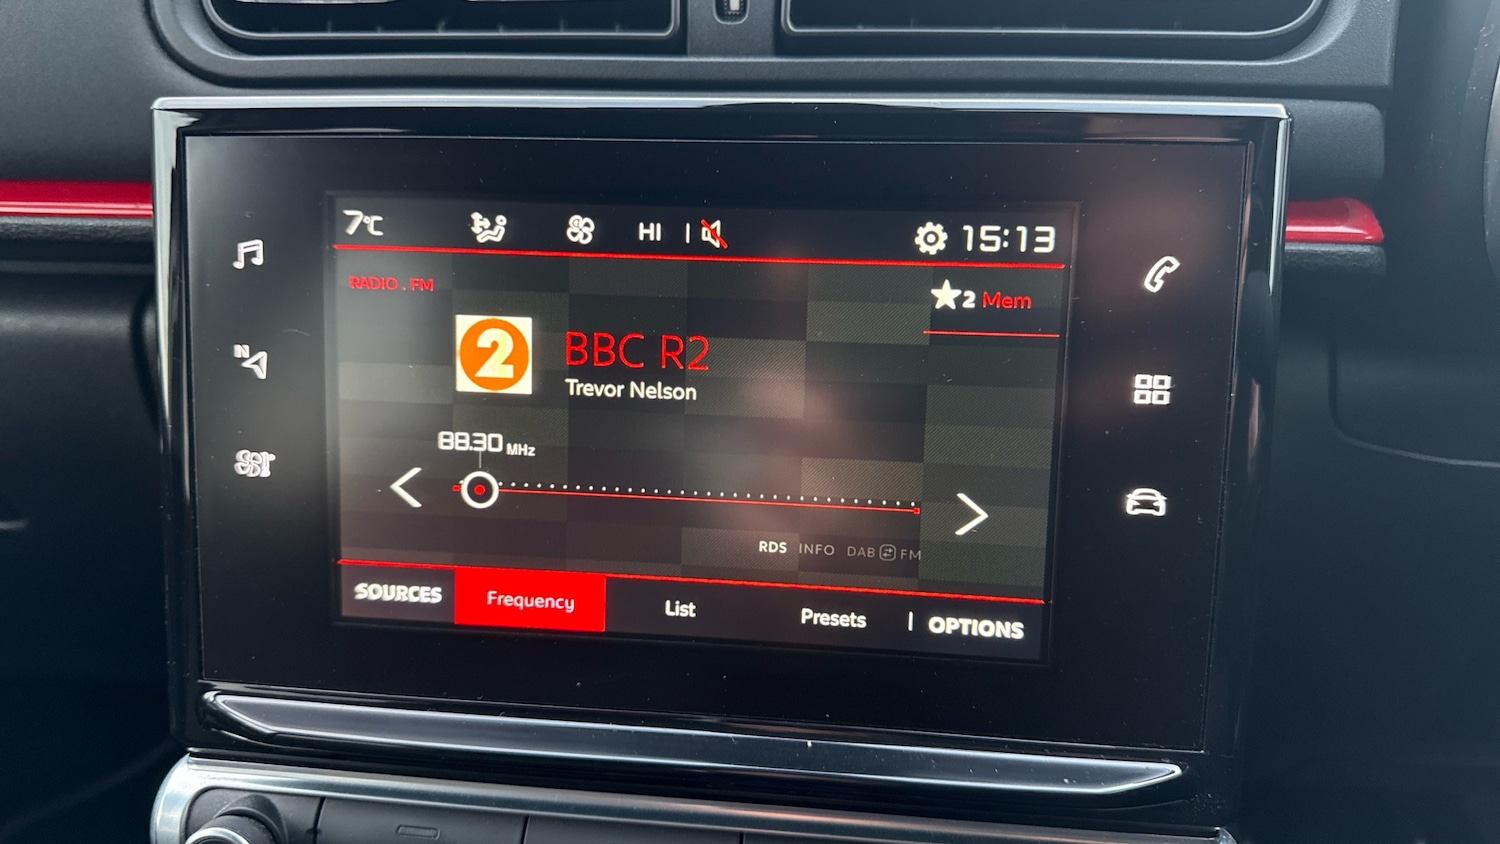 7°C HI 15:13
RADIO . FM
2 Mem
2
BBC R2
Trevor Nelson
88.30 MHz
RDS INFO DAB FM
SOURCES Frequency List Presets OPTIONS
N